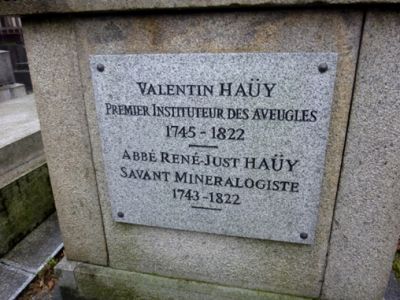 VALENTIN HAÜY
PREMIER INSTITUTEUR DES AVEUGLES
1745 - 1822
ABBÉ RENÉ-JUST HAÜY
SAVANT MINERALOGISTE
1743 - 1822